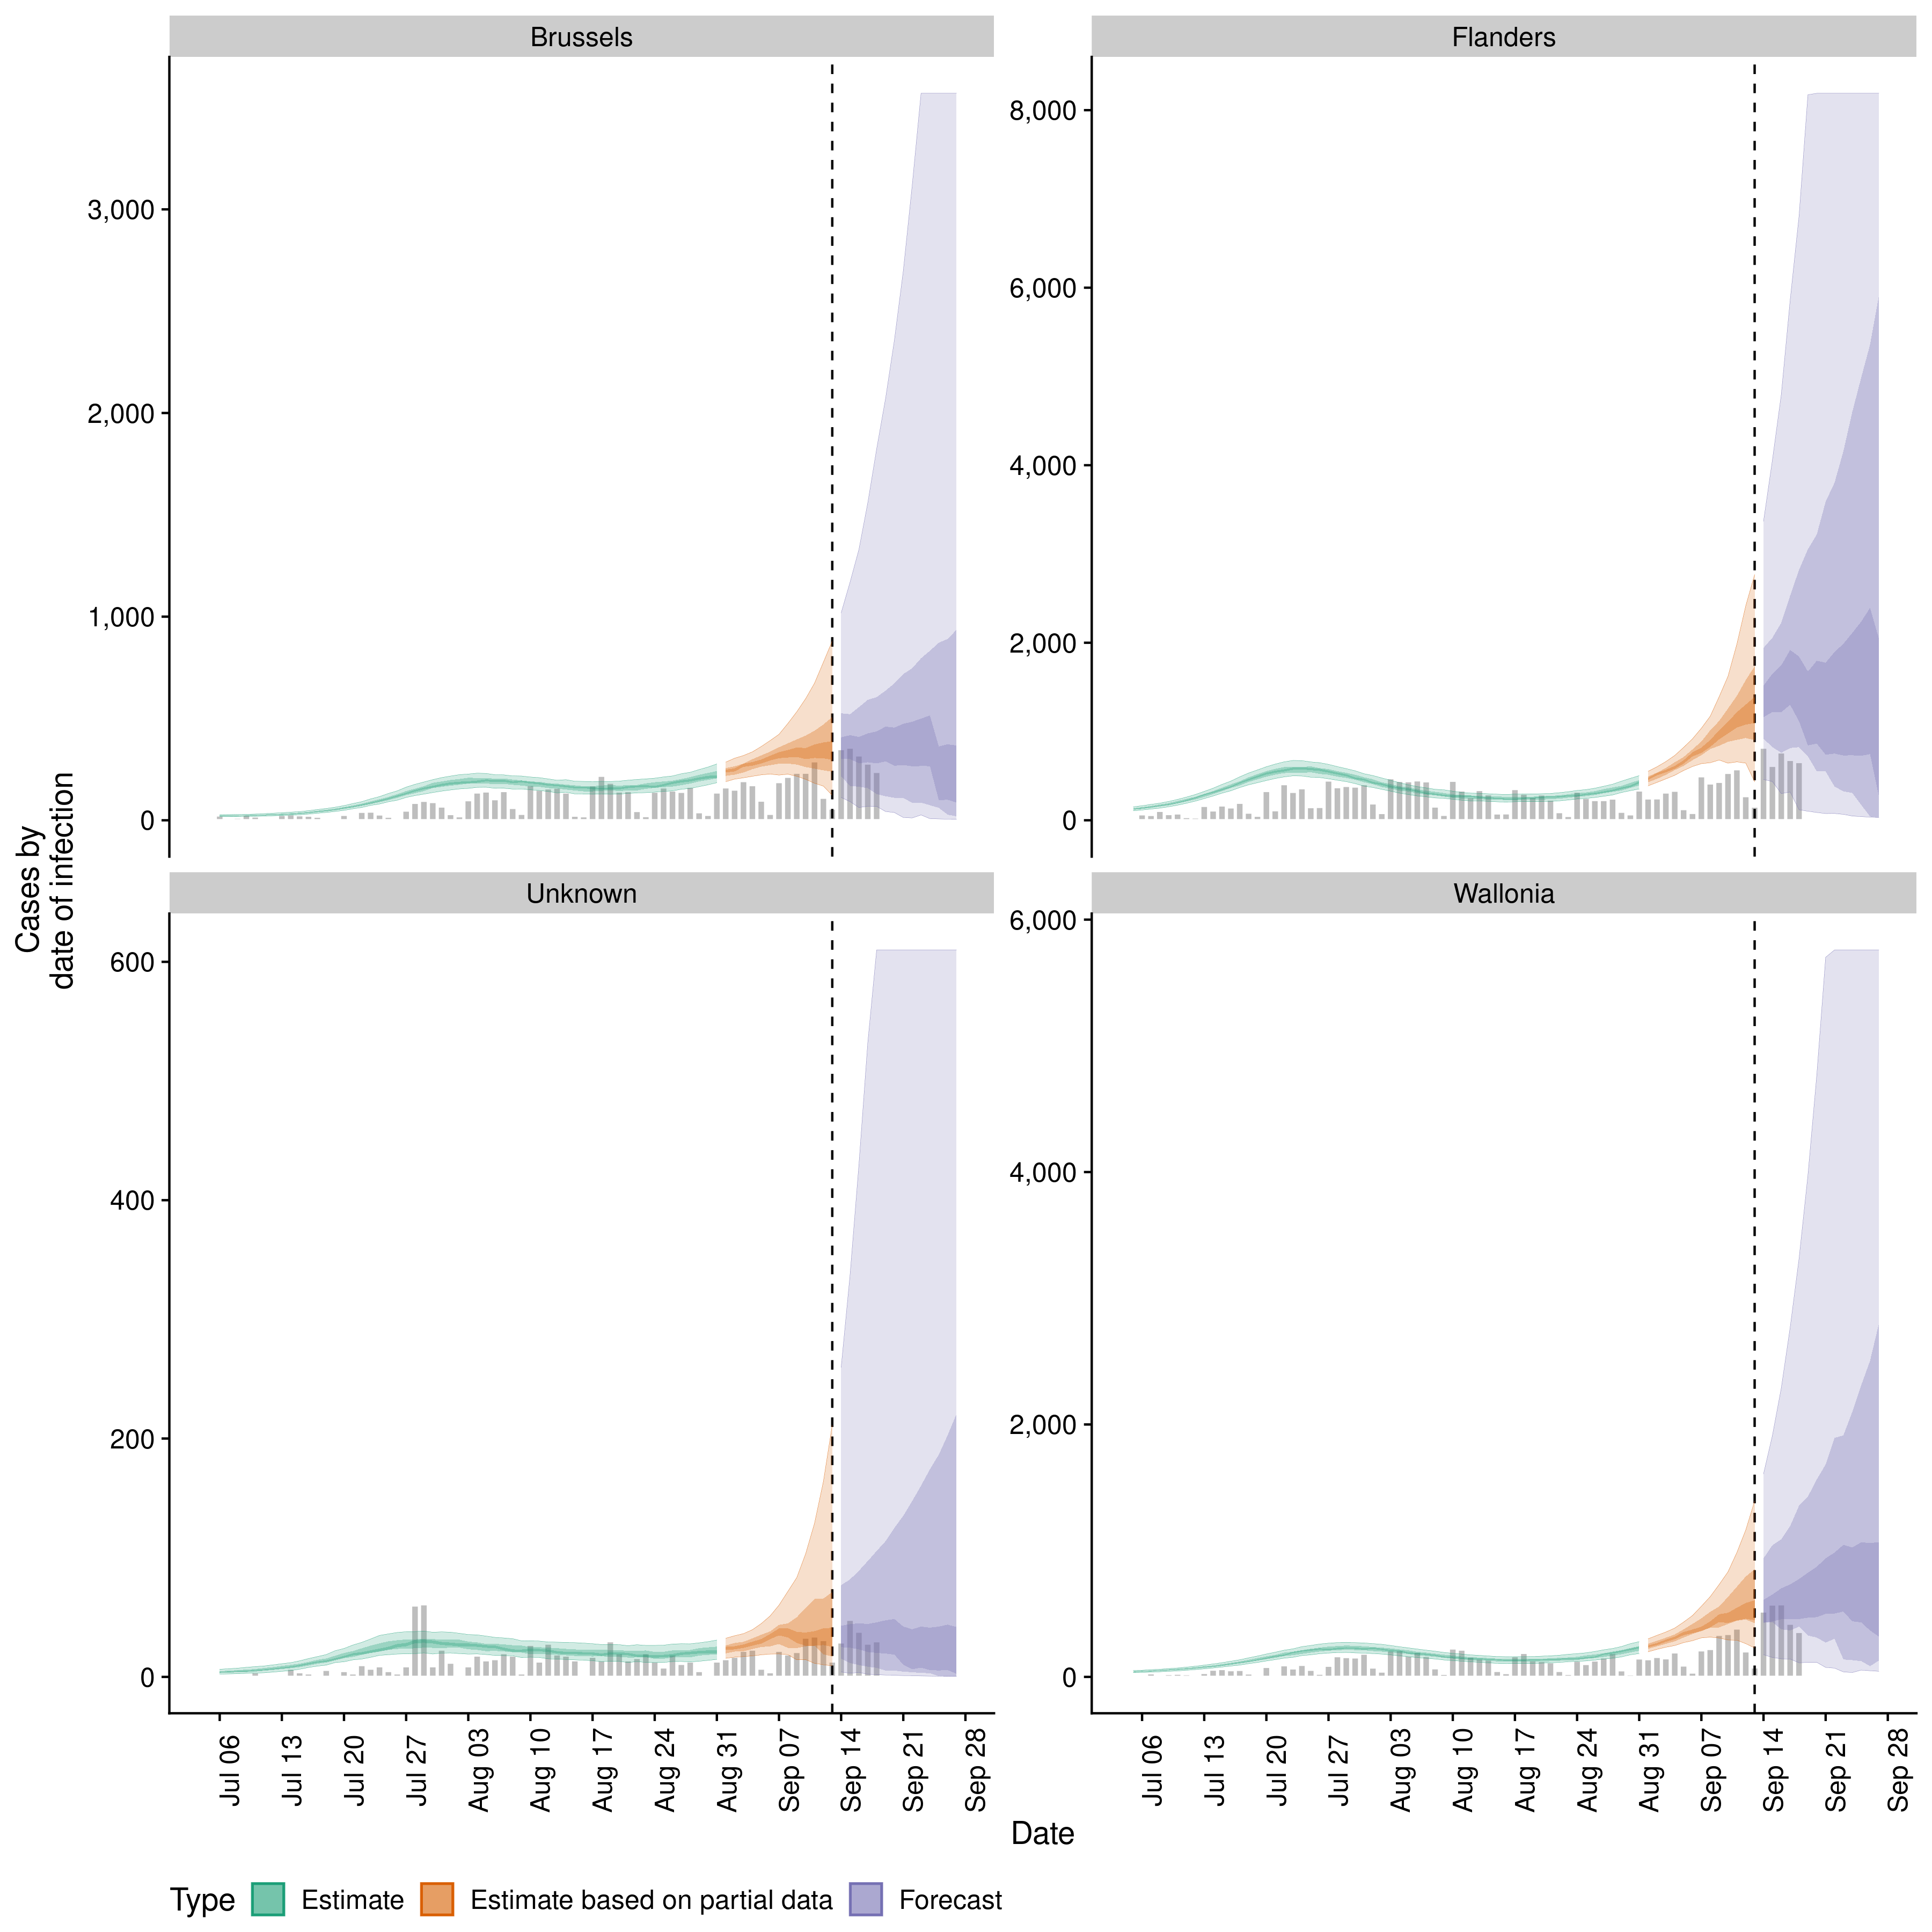 Brussels
Flanders
3,000
2,000
1,000
0
8,000
6,000
4,000
2,000
0
Unknown
Wallonia
600
400
200
0
6,000
4,000
2,000
0
Cases by
date of infection
Jul 06
Jul 13
Jul 20
Jul 27
Aug 03
Aug 10
Aug 17
Aug 24
Aug 31
Sep 07
Sep 14
Sep 21
Sep 28
Jul 06
Jul 13
Jul 20
Jul 27
Aug 03
Aug 10
Aug 17
Aug 24
Aug 31
Sep 07
Sep 14
Sep 21
Sep 28
Date
Type Estimate Estimate based on partial data Forecast